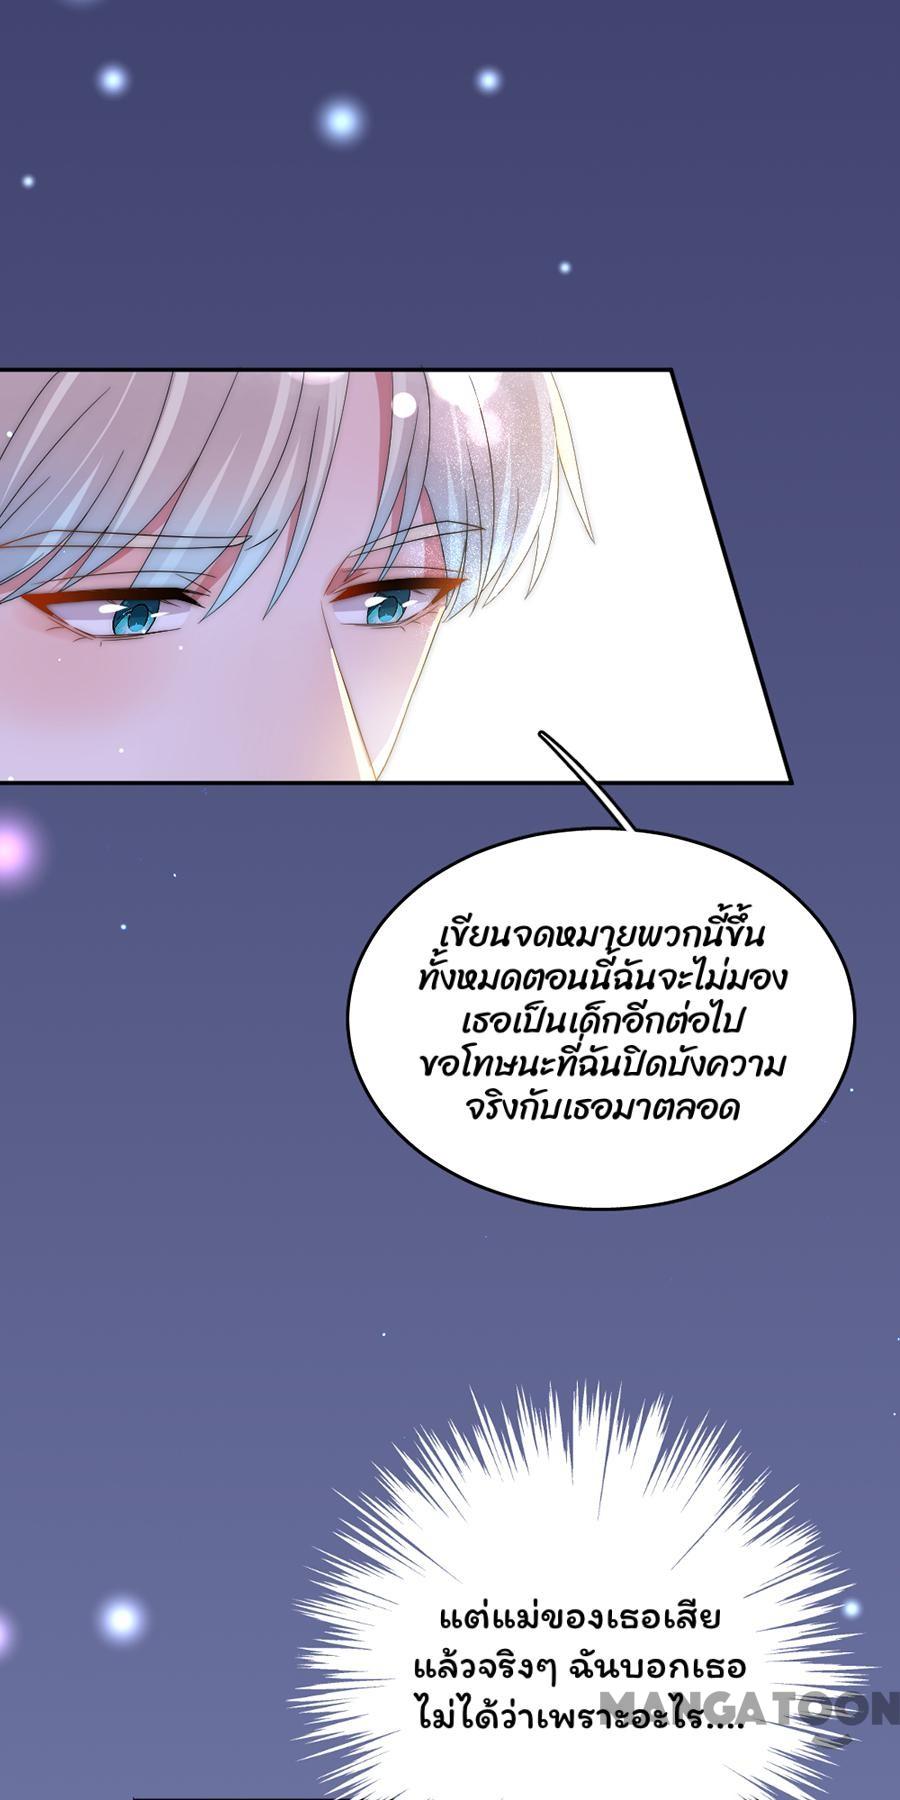 เขียนจดหมายพวกนี้ขึ้น
ทั้งหมดตอนนี้ฉันจะไม่มอง
เธอเป็นเด็กอีกต่อไป
ขอโทษนะที่ฉันปิดบังความ
จริงกับเธอมาตลอด
แต่แม่ของเธอเสีย
แล้วจริงๆ ฉันบอกเธอ
ไม่ได้ว่าเพราะอะไร....
MANGATOON